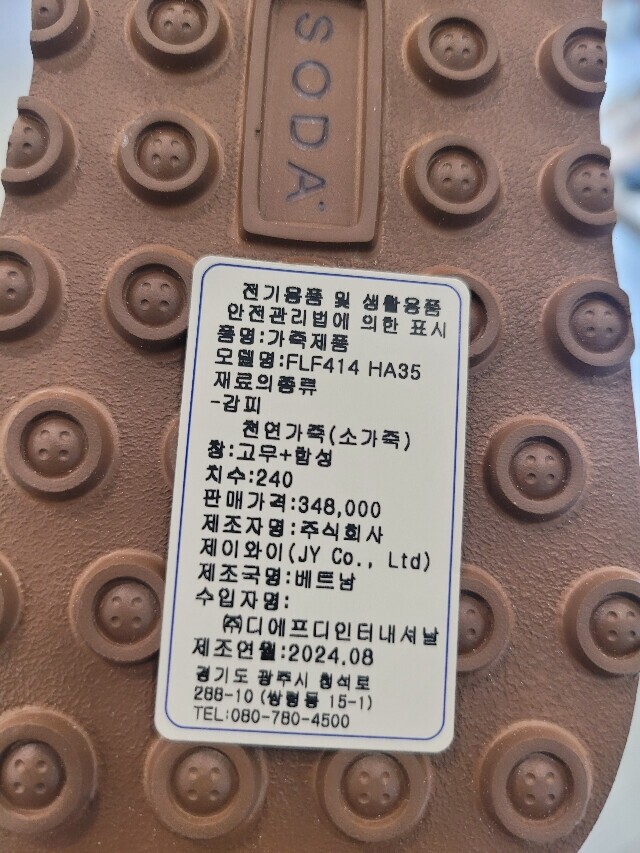 SODA
전기용품 및 생활용품
안전관리법에 의한 표시
품명:가죽제품
모델명:FLF414 HA35
재료의종류
-감피
천연가죽(소가죽)
창:고무+합성
치수:240
판매가격:348,000
제조자명:주식회사
제이와이(JY Co., Ltd)
제조국명:베트남
수입자명:
㈜디에프디인터내셔날
제조연월:2024.08
경기도 광주시 청석로
288-10 (쌍령동 15-1)
TEL:080-780-4500